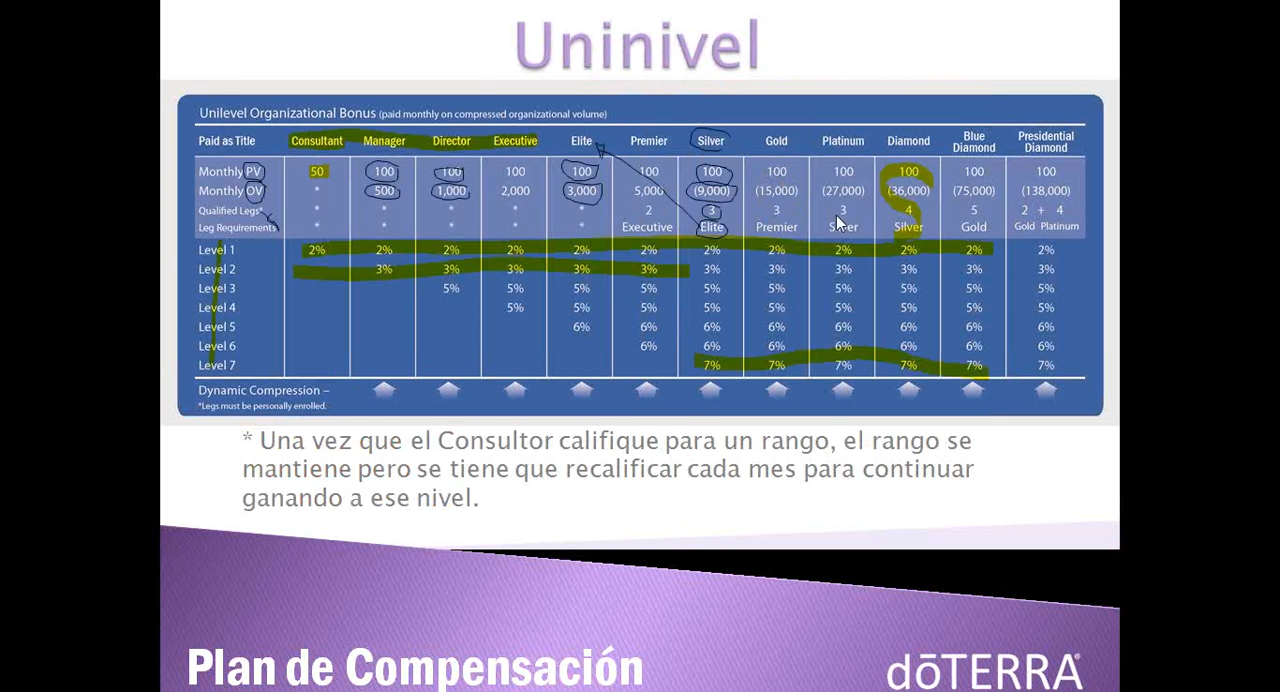 Uninivel
Unilevel Organizational Bonus (paid monthly on compressed organizational volume)
Paid as Title Consultant Manager Director Executive Elite Premier Silver Gold Platinum Diamond Blue Diamond Presidential Diamond
Monthly PV 50 100 100 100 100 100 100 100 100 100 100 100
Monthly OV * 500 1,000 2,000 3,000 5,000 (9,000) (15,000) (27,000) (36,000) (75,000) (138,000)
Qualified Legs* * * * * * 2 3 3 3 4 5 2 + 4
Leg Requirements * * * * * Executive Elite Premier Silver Silver Gold Gold Platinum
Level 1 2% 2% 2% 2% 2% 2% 2% 2% 2% 2% 2% 2%
Level 2 3% 3% 3% 3% 3% 3% 3% 3% 3% 3% 3%
Level 3 5% 5% 5% 5% 5% 5% 5% 5% 5% 5%
Level 4 5% 5% 5% 5% 5% 5% 5% 5% 5%
Level 5 6% 6% 6% 6% 6% 6% 6% 6%
Level 6 6% 6% 6% 6% 6% 6% 6%
Level 7 7% 7% 7% 7% 7% 7%
Dynamic Compression –
*Legs must be personally enrolled.
* Una vez que el Consultor califique para un rango, el rango se
mantiene pero se tiene que recalificar cada mes para continuar
ganando a ese nivel.
Plan de Compensación
dōTERRA®